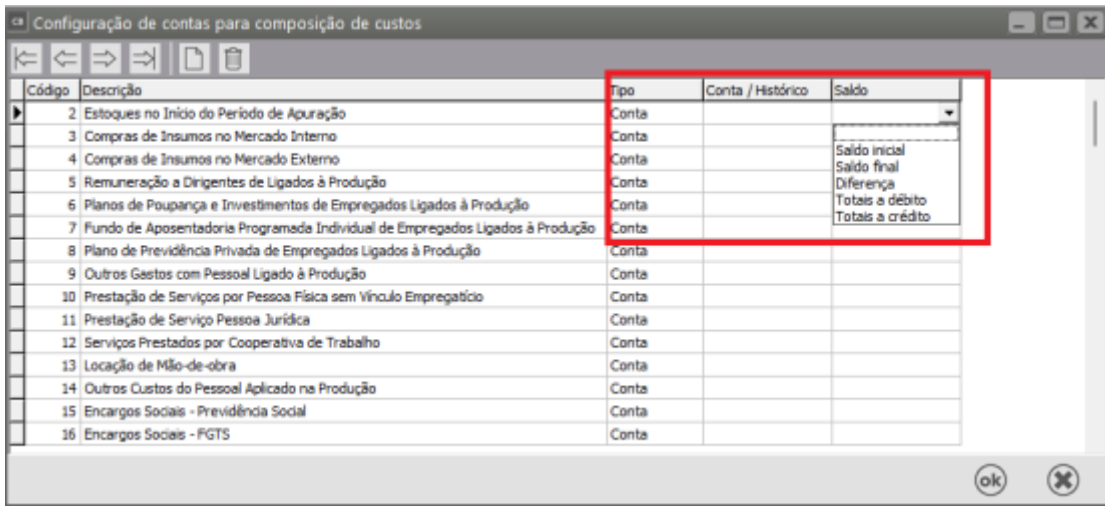 CB Configuração de contas para composição de custos
Código Descrição Tipo Conta / Histórico Saldo
2 Estoques no Início do Período de Apuração Conta
3 Compras de Insumos no Mercado Interno Conta
Saldo inicial
4 Compras de Insumos no Mercado Externo Conta
Saldo final
5 Remuneração a Dirigentes de Ligados à Produção Conta
Diferença
6 Planos de Poupança e Investimentos de Empregados Ligados à Produção Conta
Totais a débito
7 Fundo de Aposentadoria Programada Individual de Empregados Ligados à Produção Conta
Totais a crédito
8 Plano de Previdência Privada de Empregados Ligados à Produção Conta
9 Outros Gastos com Pessoal Ligado à Produção Conta
10 Prestação de Serviços por Pessoa Física sem Vínculo Empregatício Conta
11 Prestação de Serviço Pessoa Jurídica Conta
12 Serviços Prestados por Cooperativa de Trabalho Conta
13 Locação de Mão-de-obra Conta
14 Outros Custos do Pessoal Aplicado na Produção Conta
15 Encargos Sociais - Previdência Social Conta
16 Encargos Sociais - FGTS Conta
ok